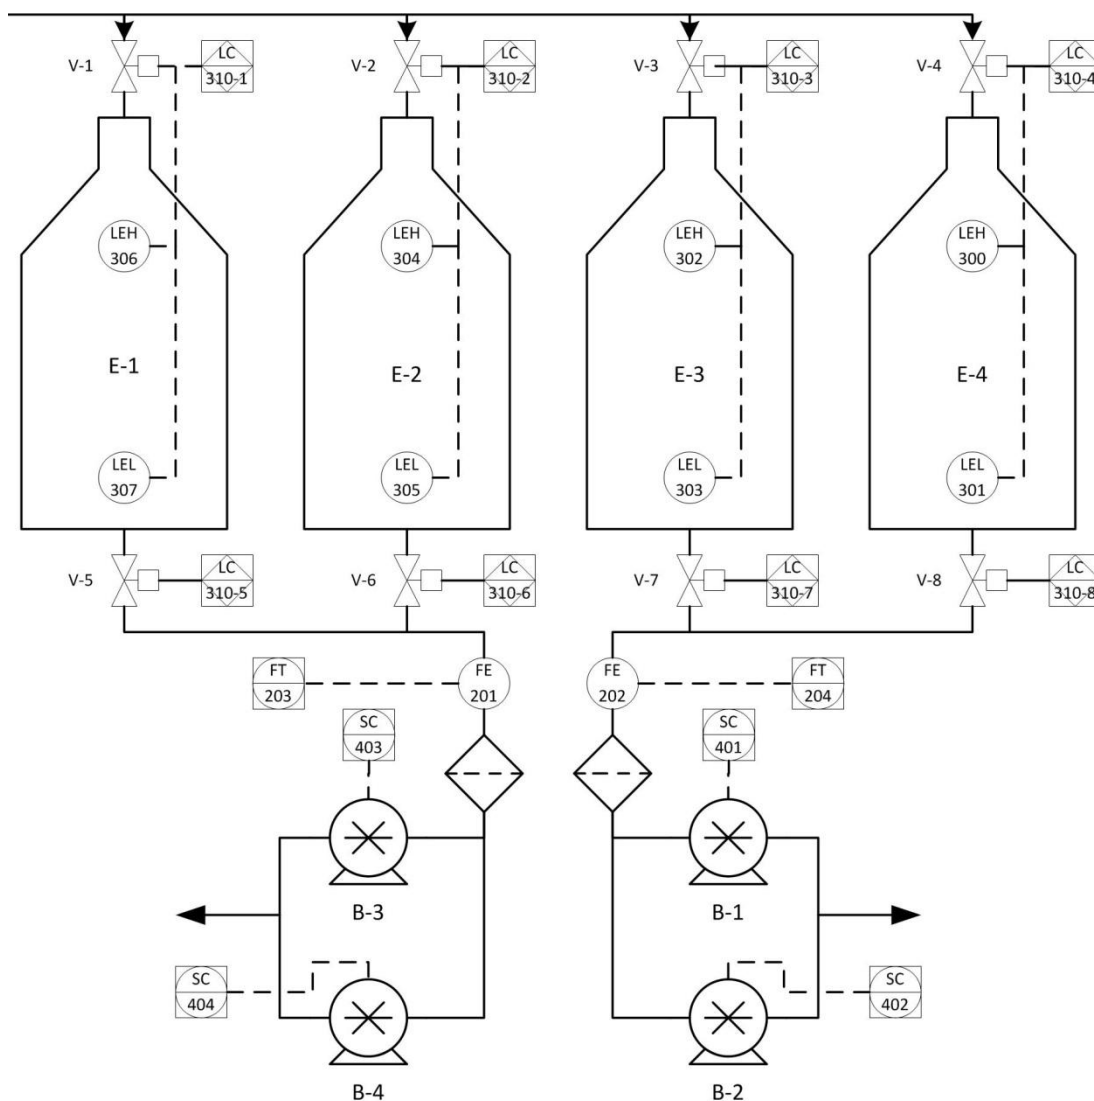 V-1
LC
310-1
V-2
LC
310-2
V-3
LC
310-3
V-4
LC
310-4
LEH
306
LEH
304
LEH
302
LEH
300
E-1
E-2
E-3
E-4
LEL
307
LEL
305
LEL
303
LEL
301
V-5
LC
310-5
V-6
LC
310-6
V-7
LC
310-7
V-8
LC
310-8
FT
203
FE
201
FE
202
FT
204
SC
403
SC
401
B-3
B-1
SC
404
SC
402
B-4
B-2